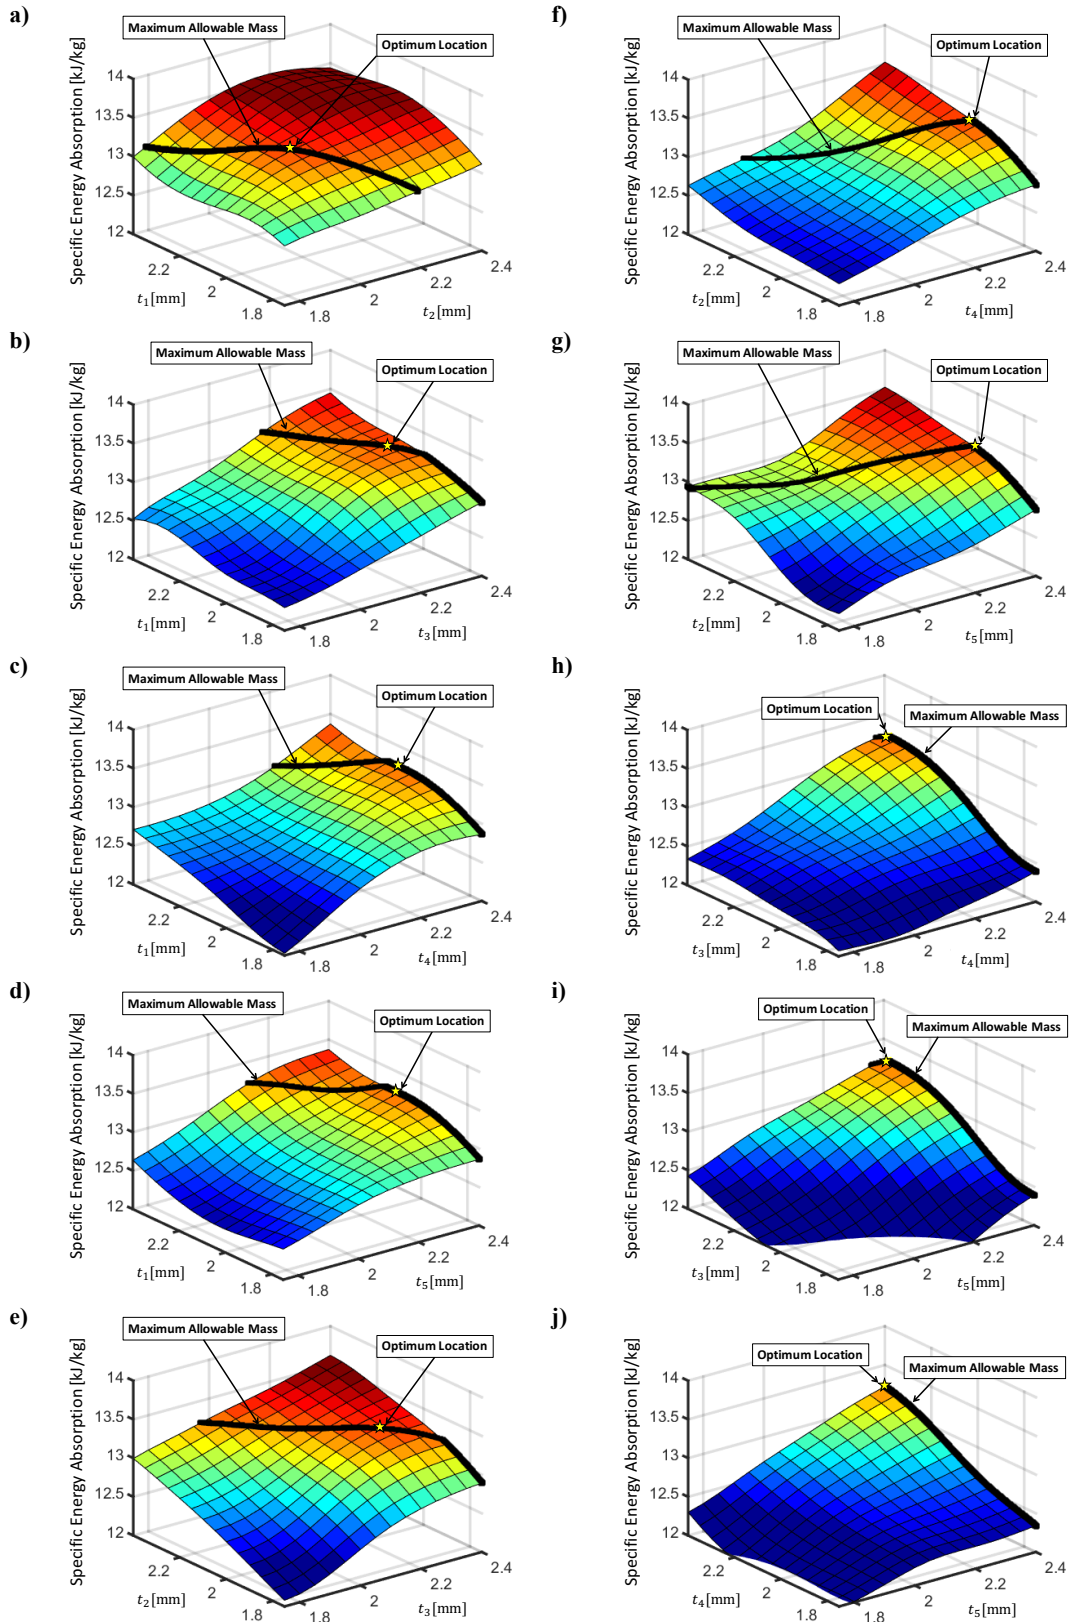 a)
Maximum Allowable Mass
Optimum Location
Specific Energy Absorption [kJ/kg]
14
13.5
13
12.5
12
2.2
2
1.8
t1[mm]
1.8
2
2.2
2.4
t2[mm]
f)
Maximum Allowable Mass
Optimum Location
Specific Energy Absorption [kJ/kg]
14
13.5
13
12.5
12
2.2
2
1.8
t2[mm]
1.8
2
2.2
2.4
t4[mm]
b)
Maximum Allowable Mass
Optimum Location
Specific Energy Absorption [kJ/kg]
14
13.5
13
12.5
12
2.2
2
1.8
t1[mm]
1.8
2
2.2
2.4
t3[mm]
g)
Maximum Allowable Mass
Optimum Location
Specific Energy Absorption [kJ/kg]
14
13.5
13
12.5
12
2.2
2
1.8
t2[mm]
1.8
2
2.2
2.4
t5[mm]
c)
Maximum Allowable Mass
Optimum Location
Specific Energy Absorption [kJ/kg]
14
13.5
13
12.5
12
2.2
2
1.8
t1[mm]
1.8
2
2.2
2.4
t4[mm]
h)
Optimum Location
Maximum Allowable Mass
Specific Energy Absorption [kJ/kg]
14
13.5
13
12.5
12
2.2
2
1.8
t3[mm]
1.8
2
2.2
2.4
t4[mm]
d)
Maximum Allowable Mass
Optimum Location
Specific Energy Absorption [kJ/kg]
14
13.5
13
12.5
12
2.2
2
1.8
t1[mm]
1.8
2
2.2
2.4
t5[mm]
i)
Optimum Location
Maximum Allowable Mass
Specific Energy Absorption [kJ/kg]
14
13.5
13
12.5
12
2.2
2
1.8
t3[mm]
1.8
2
2.2
2.4
t5[mm]
e)
Maximum Allowable Mass
Optimum Location
Specific Energy Absorption [kJ/kg]
14
13.5
13
12.5
12
2.2
2
1.8
t2[mm]
1.8
2
2.2
2.4
t3[mm]
j)
Optimum Location
Maximum Allowable Mass
Specific Energy Absorption [kJ/kg]
14
13.5
13
12.5
12
2.2
2
1.8
t4[mm]
1.8
2
2.2
2.4
t5[mm]